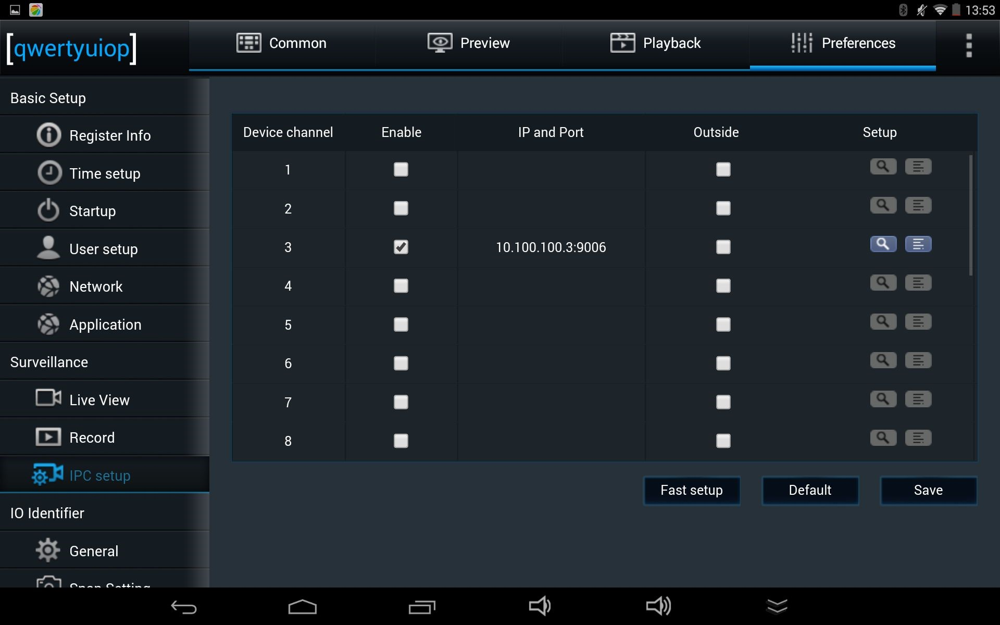 13:53
[qwertyuiop]
Common
Preview
Playback
Preferences
Basic Setup
Register Info
Time setup
Startup
User setup
Network
Application
Surveillance
Live View
Record
IPC setup
IO Identifier
General
Snap Setting
Device channel Enable IP and Port Outside Setup
1
2
3 10.100.100.3:9006
4
5
6
7
8
Fast setup Default Save